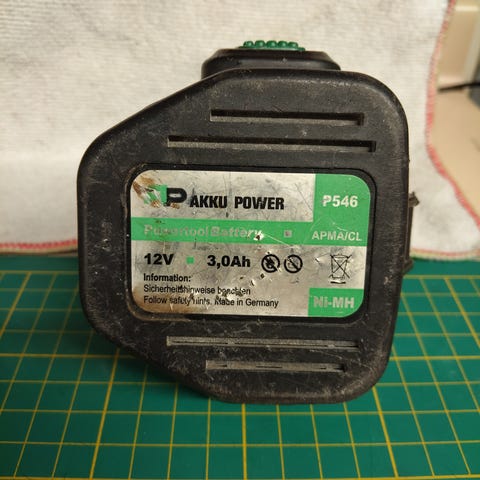 AP AKKU POWER P546
Powertool Battery APMA/CL
12V 3,0Ah
Information:
Sicherheitshinweise beachten
Follow safety hints. Made in Germany
Ni-MH